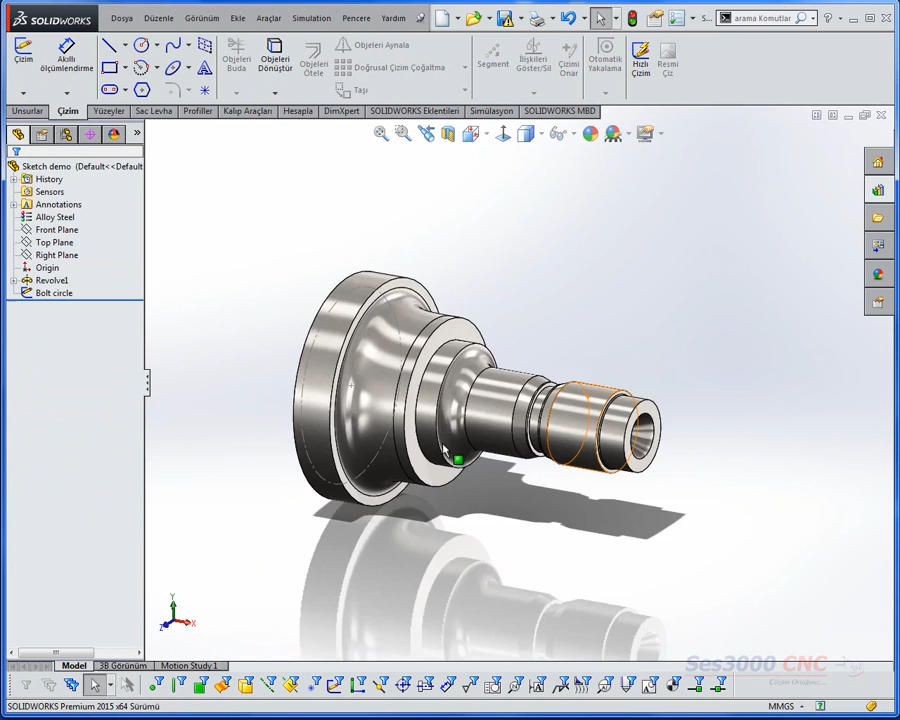 SOLIDWORKS Dosya Düzenle Görünüm Ekle Araçlar Simulation Pencere Yardım S... arama Komutlar
Çizim Akıllı ölçümlendirme Objeleri Buda Objeleri Dönüştür Objeleri Ötele Objeleri Aynala Doğrusal Çizim Çoğaltma Taşı Segment İlişkileri Göster/Sil Çizimi Onar Otomatik Yakalama Hızlı Çizim Resmi Çiz
Unsurlar Çizim Yüzeyler Sac Levha Profiller Kalıp Araçları Hesapla DimXpert SOLIDWORKS Eklentileri Simülasyon SOLIDWORKS MBD
Sketch demo (Default<<Default
History
Sensors
Annotations
Alloy Steel
Front Plane
Top Plane
Right Plane
Origin
Revolve1
Bolt circle
Y
Z X
Model 3B Görünüm Motion Study 1
Ses3000 CNC
SOLIDWORKS Premium 2015 x64 Sürümü MMGS